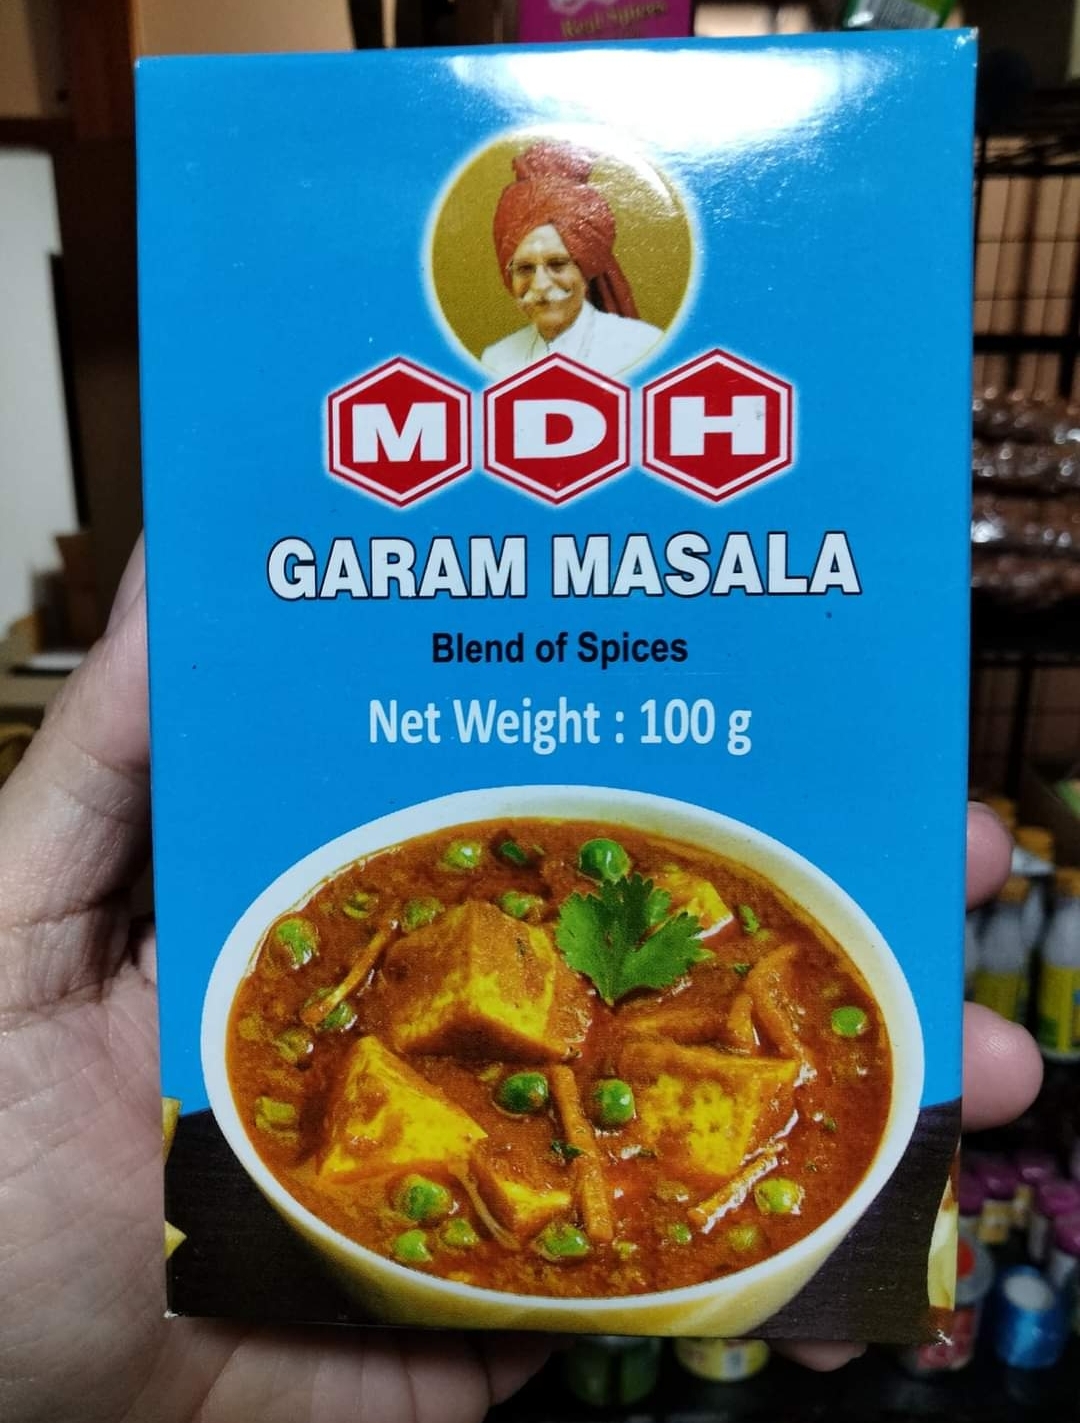 MDH
GARAM MASALA
Blend of Spices
Net Weight : 100 g